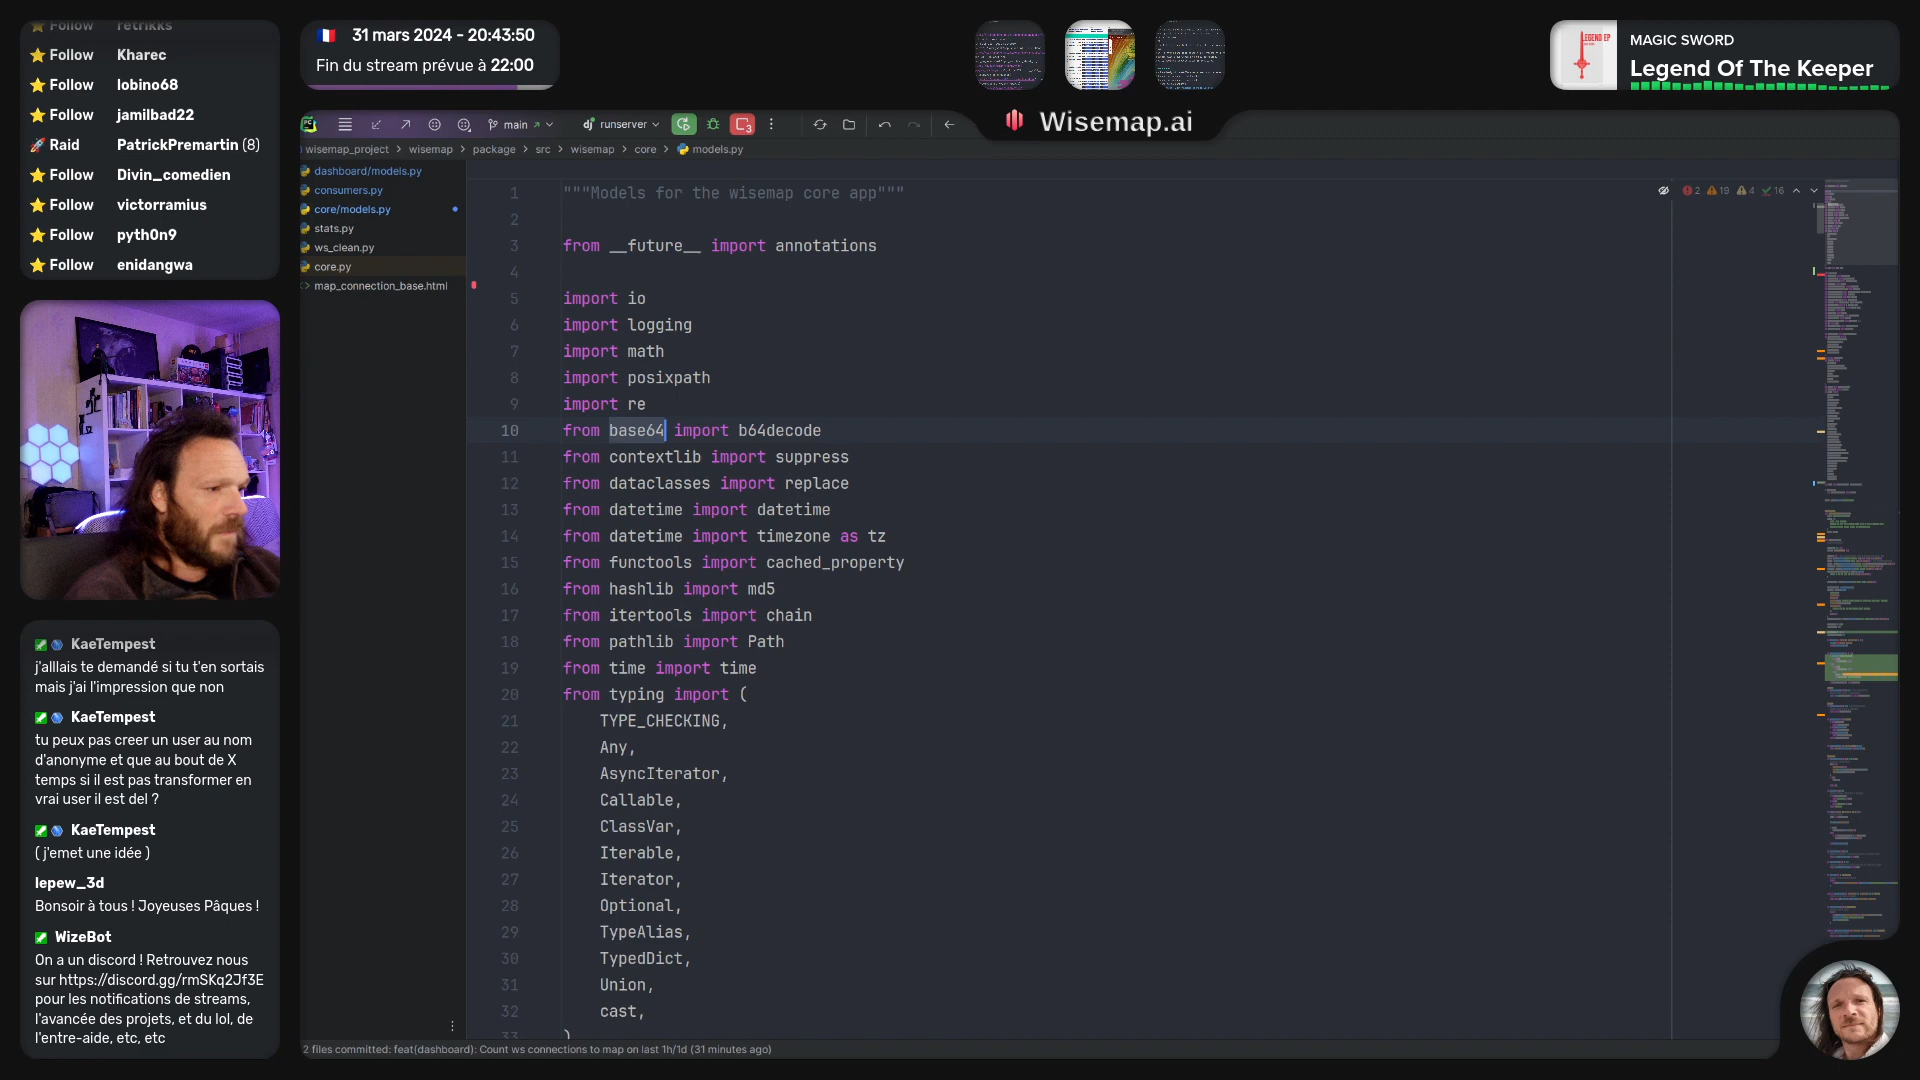 Follow retrikks
Follow Kharec
Follow lobino68
Follow jamilbad22
Raid PatrickPremartin (8)
Follow Divin_comedien
Follow victorramius
Follow pyth0n9
Follow enidangwa
31 mars 2024 - 20:43:50
Fin du stream prévue à 22:00
LEGEND EP
MAGIC SWORD
Legend Of The Keeper
main
runserver
3
Wisemap.ai
wisemap_project > wisemap > package > src > wisemap > core > models.py
dashboard/models.py
consumers.py
core/models.py
stats.py
ws_clean.py
core.py
map_connection_base.html
2 19 4 16
1 """Models for the wisemap core app"""
2
3 from __future__ import annotations
4
5 import io
6 import logging
7 import math
8 import posixpath
9 import re
10 from base64 import b64decode
11 from contextlib import suppress
12 from dataclasses import replace
13 from datetime import datetime
14 from datetime import timezone as tz
15 from functools import cached_property
16 from hashlib import md5
17 from itertools import chain
18 from pathlib import Path
19 from time import time
20 from typing import (
21 TYPE_CHECKING,
22 Any,
23 AsyncIterator,
24 Callable,
25 ClassVar,
26 Iterable,
27 Iterator,
28 Optional,
29 TypeAlias,
30 TypedDict,
31 Union,
32 cast,
33 )
2 files committed: feat(dashboard): Count ws connections to map on last 1h/1d (31 minutes ago)
KaeTempest
j'alllais te demandé si tu t'en sortais
mais j'ai l'impression que non
KaeTempest
tu peux pas creer un user au nom
d'anonyme et que au bout de X
temps si il est pas transformer en
vrai user il est del ?
KaeTempest
( j'emet une idée )
lepew_3d
Bonsoir à tous ! Joyeuses Pâques !
WizeBot
On a un discord ! Retrouvez nous
sur https://discord.gg/rmSKq2Jf3E
pour les notifications de streams,
l'avancée des projets, et du lol, de
l'entre-aide, etc, etc